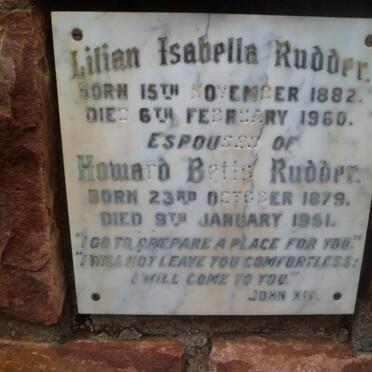 Lilian Isabella Rudder.
BORN 15TH NOVEMBER 1882.
DIED 6TH FEBRUARY 1960.
ESPOUSED OF
Howard Betts Rudder.
BORN 23RD OCTOBER 1879.
DIED 9TH JANUARY 1961.
"I GO TO PREPARE A PLACE FOR YOU."
"I WILL NOT LEAVE YOU COMFORTLESS:
I WILL COME TO YOU."
JOHN XIV.